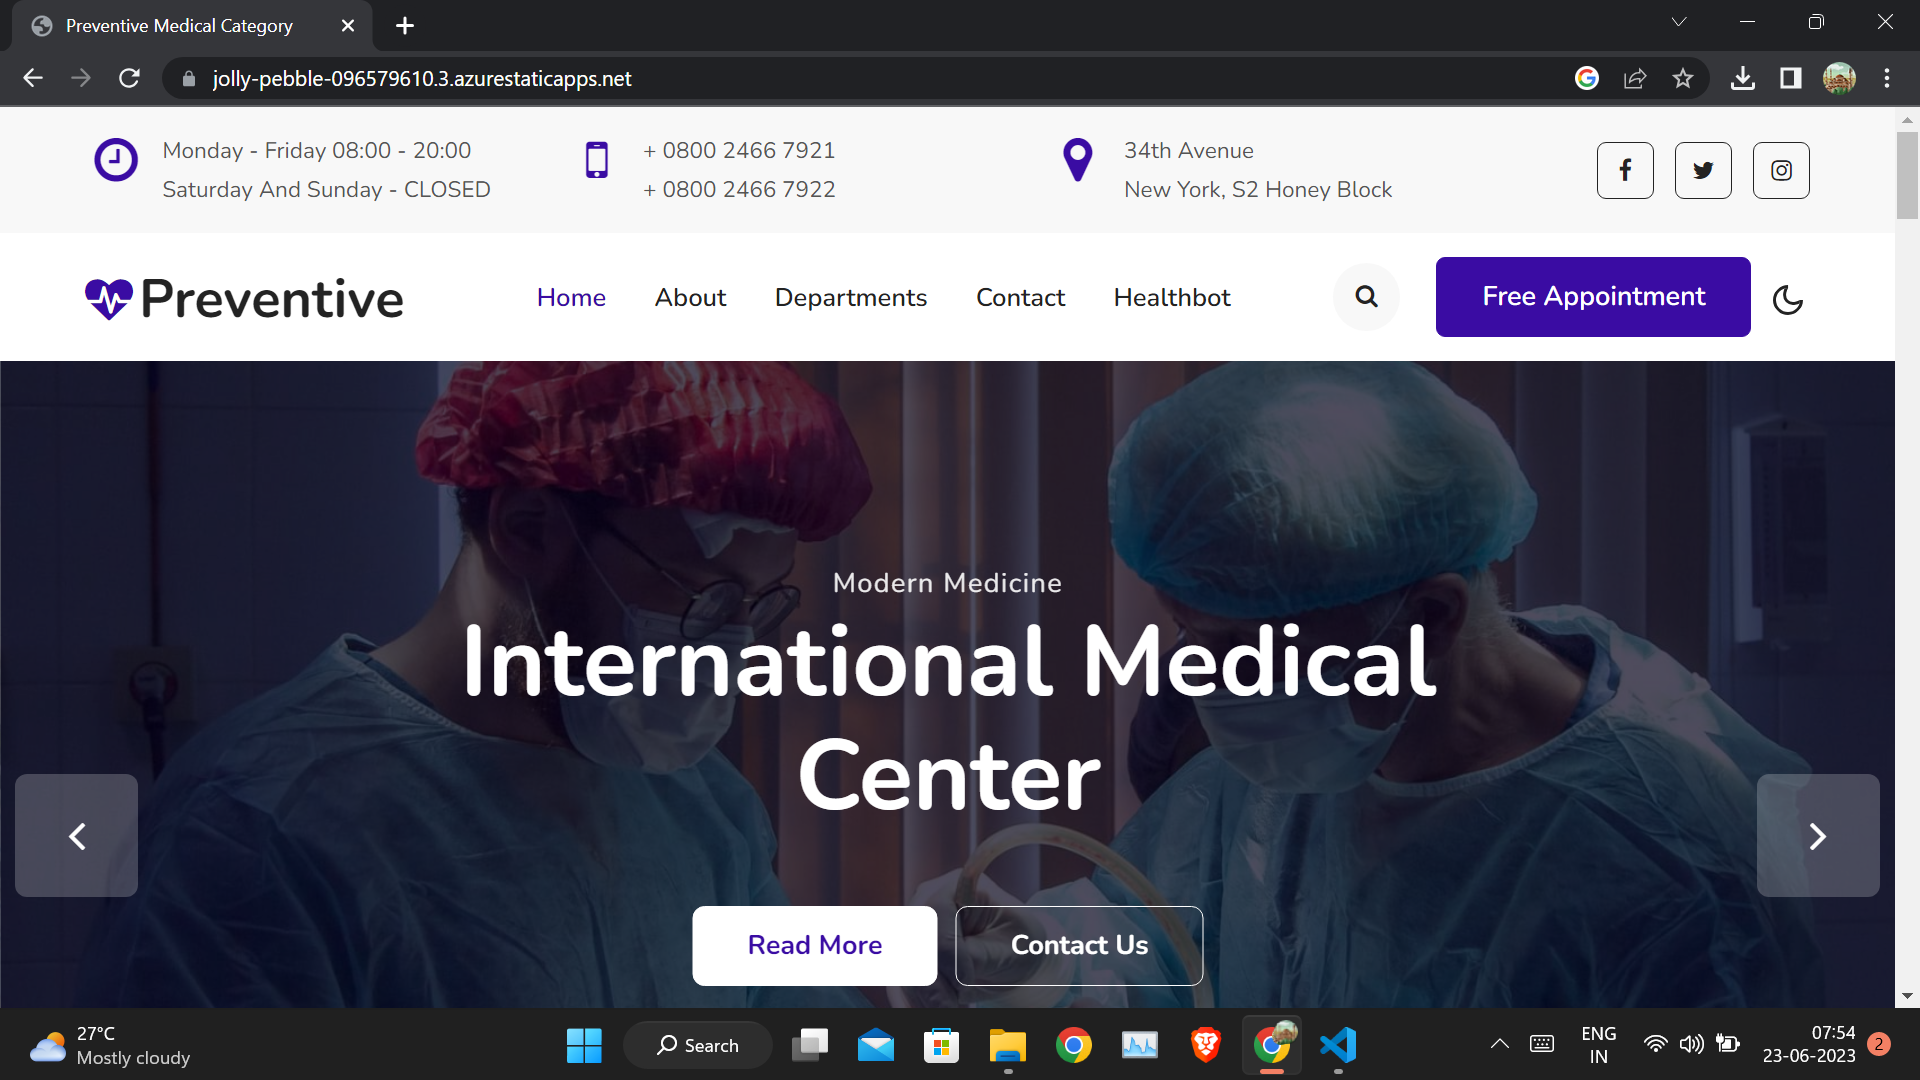 Preventive Medical Category
jolly-pebble-096579610.3.azurestaticapps.net
Monday - Friday 08:00 - 20:00
Saturday And Sunday - CLOSED
+ 0800 2466 7921
+ 0800 2466 7922
34th Avenue
New York, S2 Honey Block
Preventive
Home
About
Departments
Contact
Healthbot
Free Appointment
Modern Medicine
International Medical
Center
Read More
Contact Us
27°C
Mostly cloudy
Search
ENG
IN
07:54
23-06-2023
2